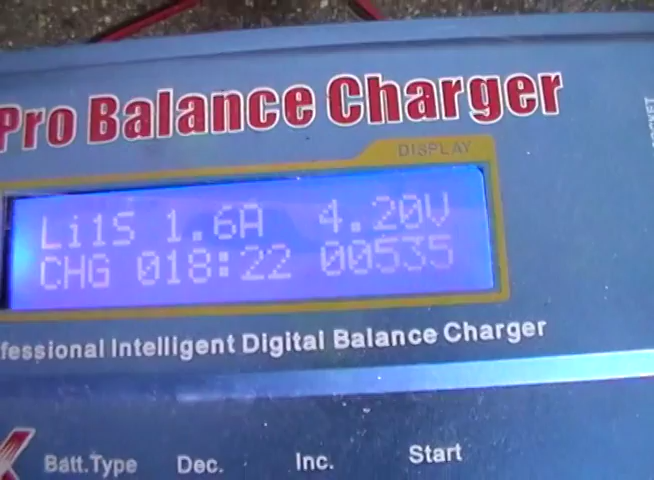 Pro Balance Charger
DISPLAY
Li1S 1.6A 4.20V
CHG 018:22 00535
fessional Intelligent Digital Balance Charger
Batt.Type Dec. Inc. Start